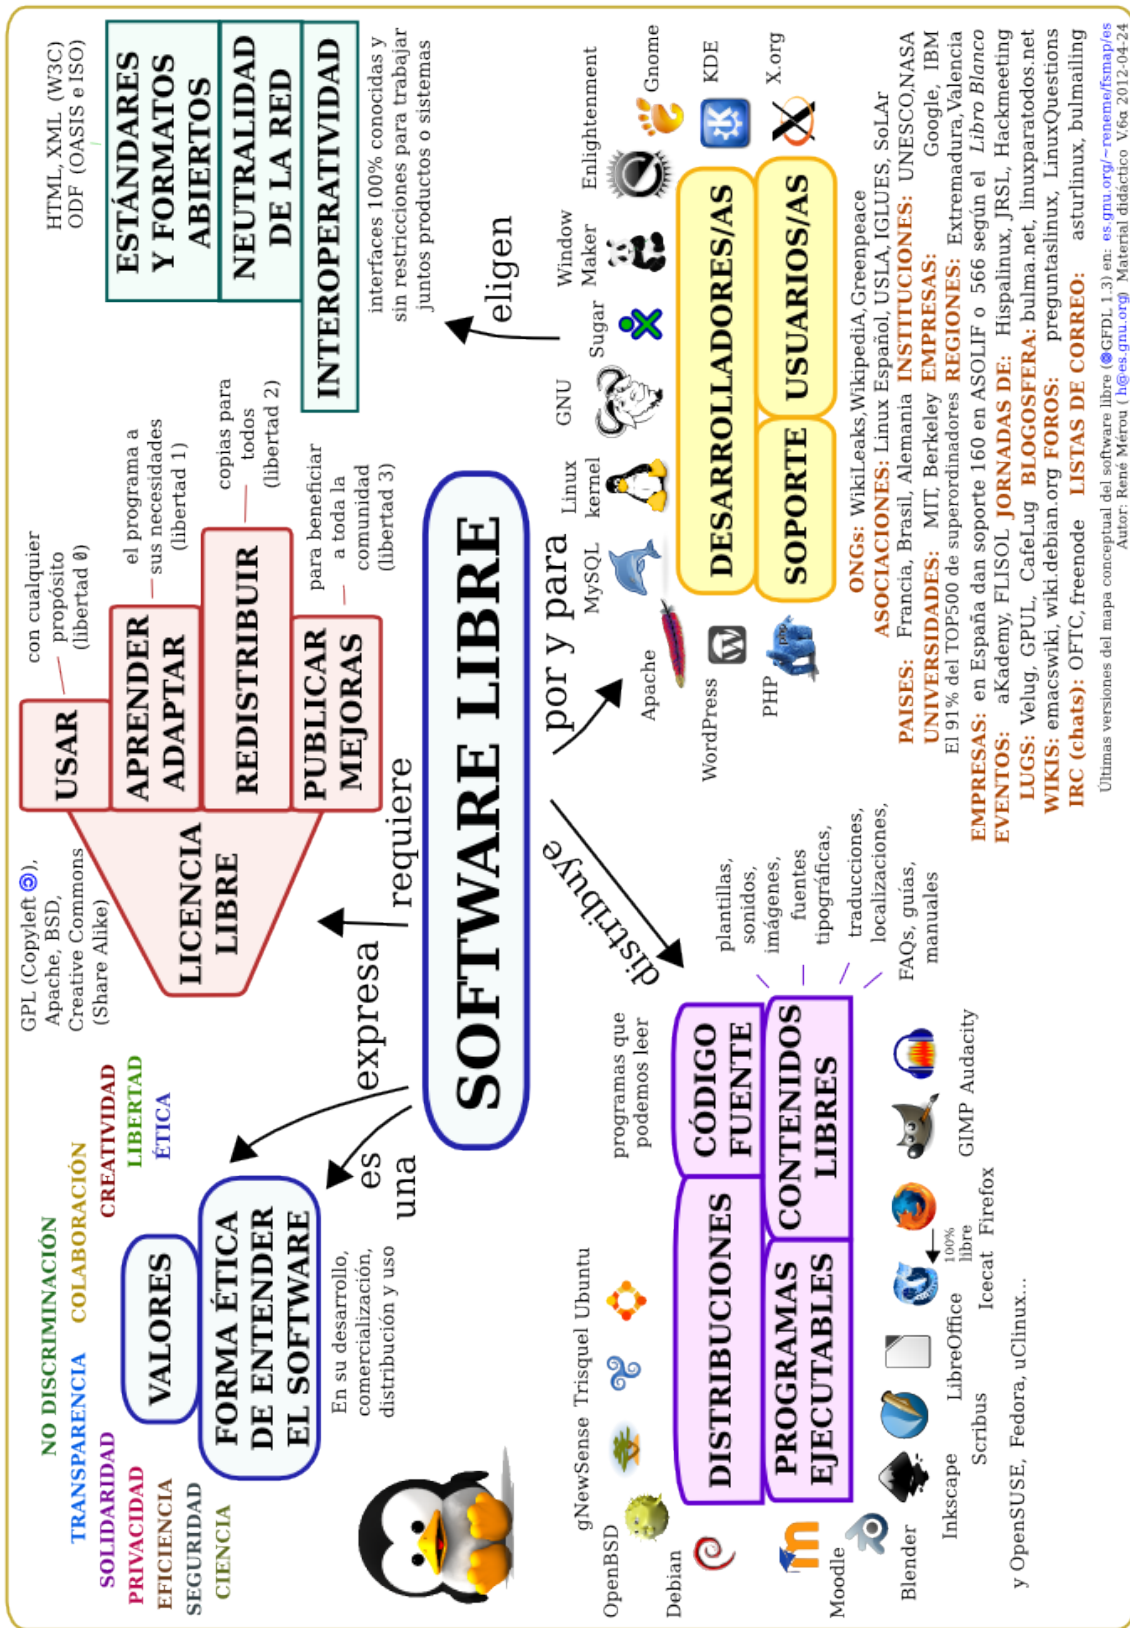 NO DISCRIMINACIÓN
TRANSPARENCIA COLABORACIÓN
SOLIDARIDAD CREATIVIDAD
PRIVACIDAD LIBERTAD
EFICIENCIA ÉTICA
SEGURIDAD
CIENCIA
VALORES
FORMA ÉTICA
DE ENTENDER
EL SOFTWARE
En su desarrollo,
comercialización,
distribución y uso
es
una
expresa
GPL (Copyleft),
Apache, BSD,
Creative Commons
(Share Alike)
LICENCIA
LIBRE
requiere
USAR
con cualquier
propósito
(libertad 0)
APRENDER
ADAPTAR
el programa a
sus necesidades
(libertad 1)
REDISTRIBUIR
copias para
todos
(libertad 2)
PUBLICAR
MEJORAS
para beneficiar
a toda la
comunidad
(libertad 3)
HTML, XML (W3C)
ODF (OASIS e ISO)
ESTÁNDARES
Y FORMATOS
ABIERTOS
NEUTRALIDAD
DE LA RED
INTEROPERATIVIDAD
interfaces 100% conocidas y
sin restricciones para trabajar
juntos productos o sistemas
eligen
SOFTWARE LIBRE
distribuye
por y para
programas que
podemos leer
OpenBSD
gNewSense
Trisquel
Ubuntu
Debian
DISTRIBUCIONES
CÓDIGO
FUENTE
PROGRAMAS
EJECUTABLES
CONTENIDOS
LIBRES
plantillas,
sonidos,
imágenes,
fuentes
tipográficas,
traducciones,
localizaciones,
FAQs, guías,
manuales
Moodle
Blender
Inkscape
Scribus
LibreOffice
Icecat
100%
libre
Firefox
GIMP
Audacity
y OpenSUSE, Fedora, uClinux...
Apache
MySQL
Linux
kernel
GNU
Sugar
Window
Maker
Enlightenment
Gnome
KDE
X.org
WordPress
PHP
DESARROLLADORES/AS
SOPORTE
USUARIOS/AS
ONGs: WikiLeaks,WikipediA,Greenpeace
ASOCIACIONES: Linux Español, USLA, IGLUES, SoLAr
PAISES: Francia, Brasil, Alemania INSTITUCIONES: UNESCO,NASA
UNIVERSIDADES: MIT, Berkeley EMPRESAS: Google, IBM
El 91% del TOP500 de superordinadores REGIONES: Extremadura,Valencia
EMPRESAS: en España dan soporte 160 en ASOLIF o 566 según el Libro Blanco
EVENTOS: aKademy, FLISOL JORNADAS DE: Hispalinux, JRSL, Hackmeeting
LUGS: Velug, GPUL, CafeLug BLOGOSFERA: bulma.net, linuxparatodos.net
WIKIS: emacswiki, wiki.debian.org FOROS: preguntaslinux, LinuxQuestions
IRC (chats): OFTC, freenode LISTAS DE CORREO: asturlinux, bulmailing
Últimas versiones del mapa conceptual del software libre (GFDL 1.3) en: es.gnu.org/~reneme/fsmap/es
Autor: René Mérou (h@es.gnu.org) Material didáctico V.6α 2012-04-24